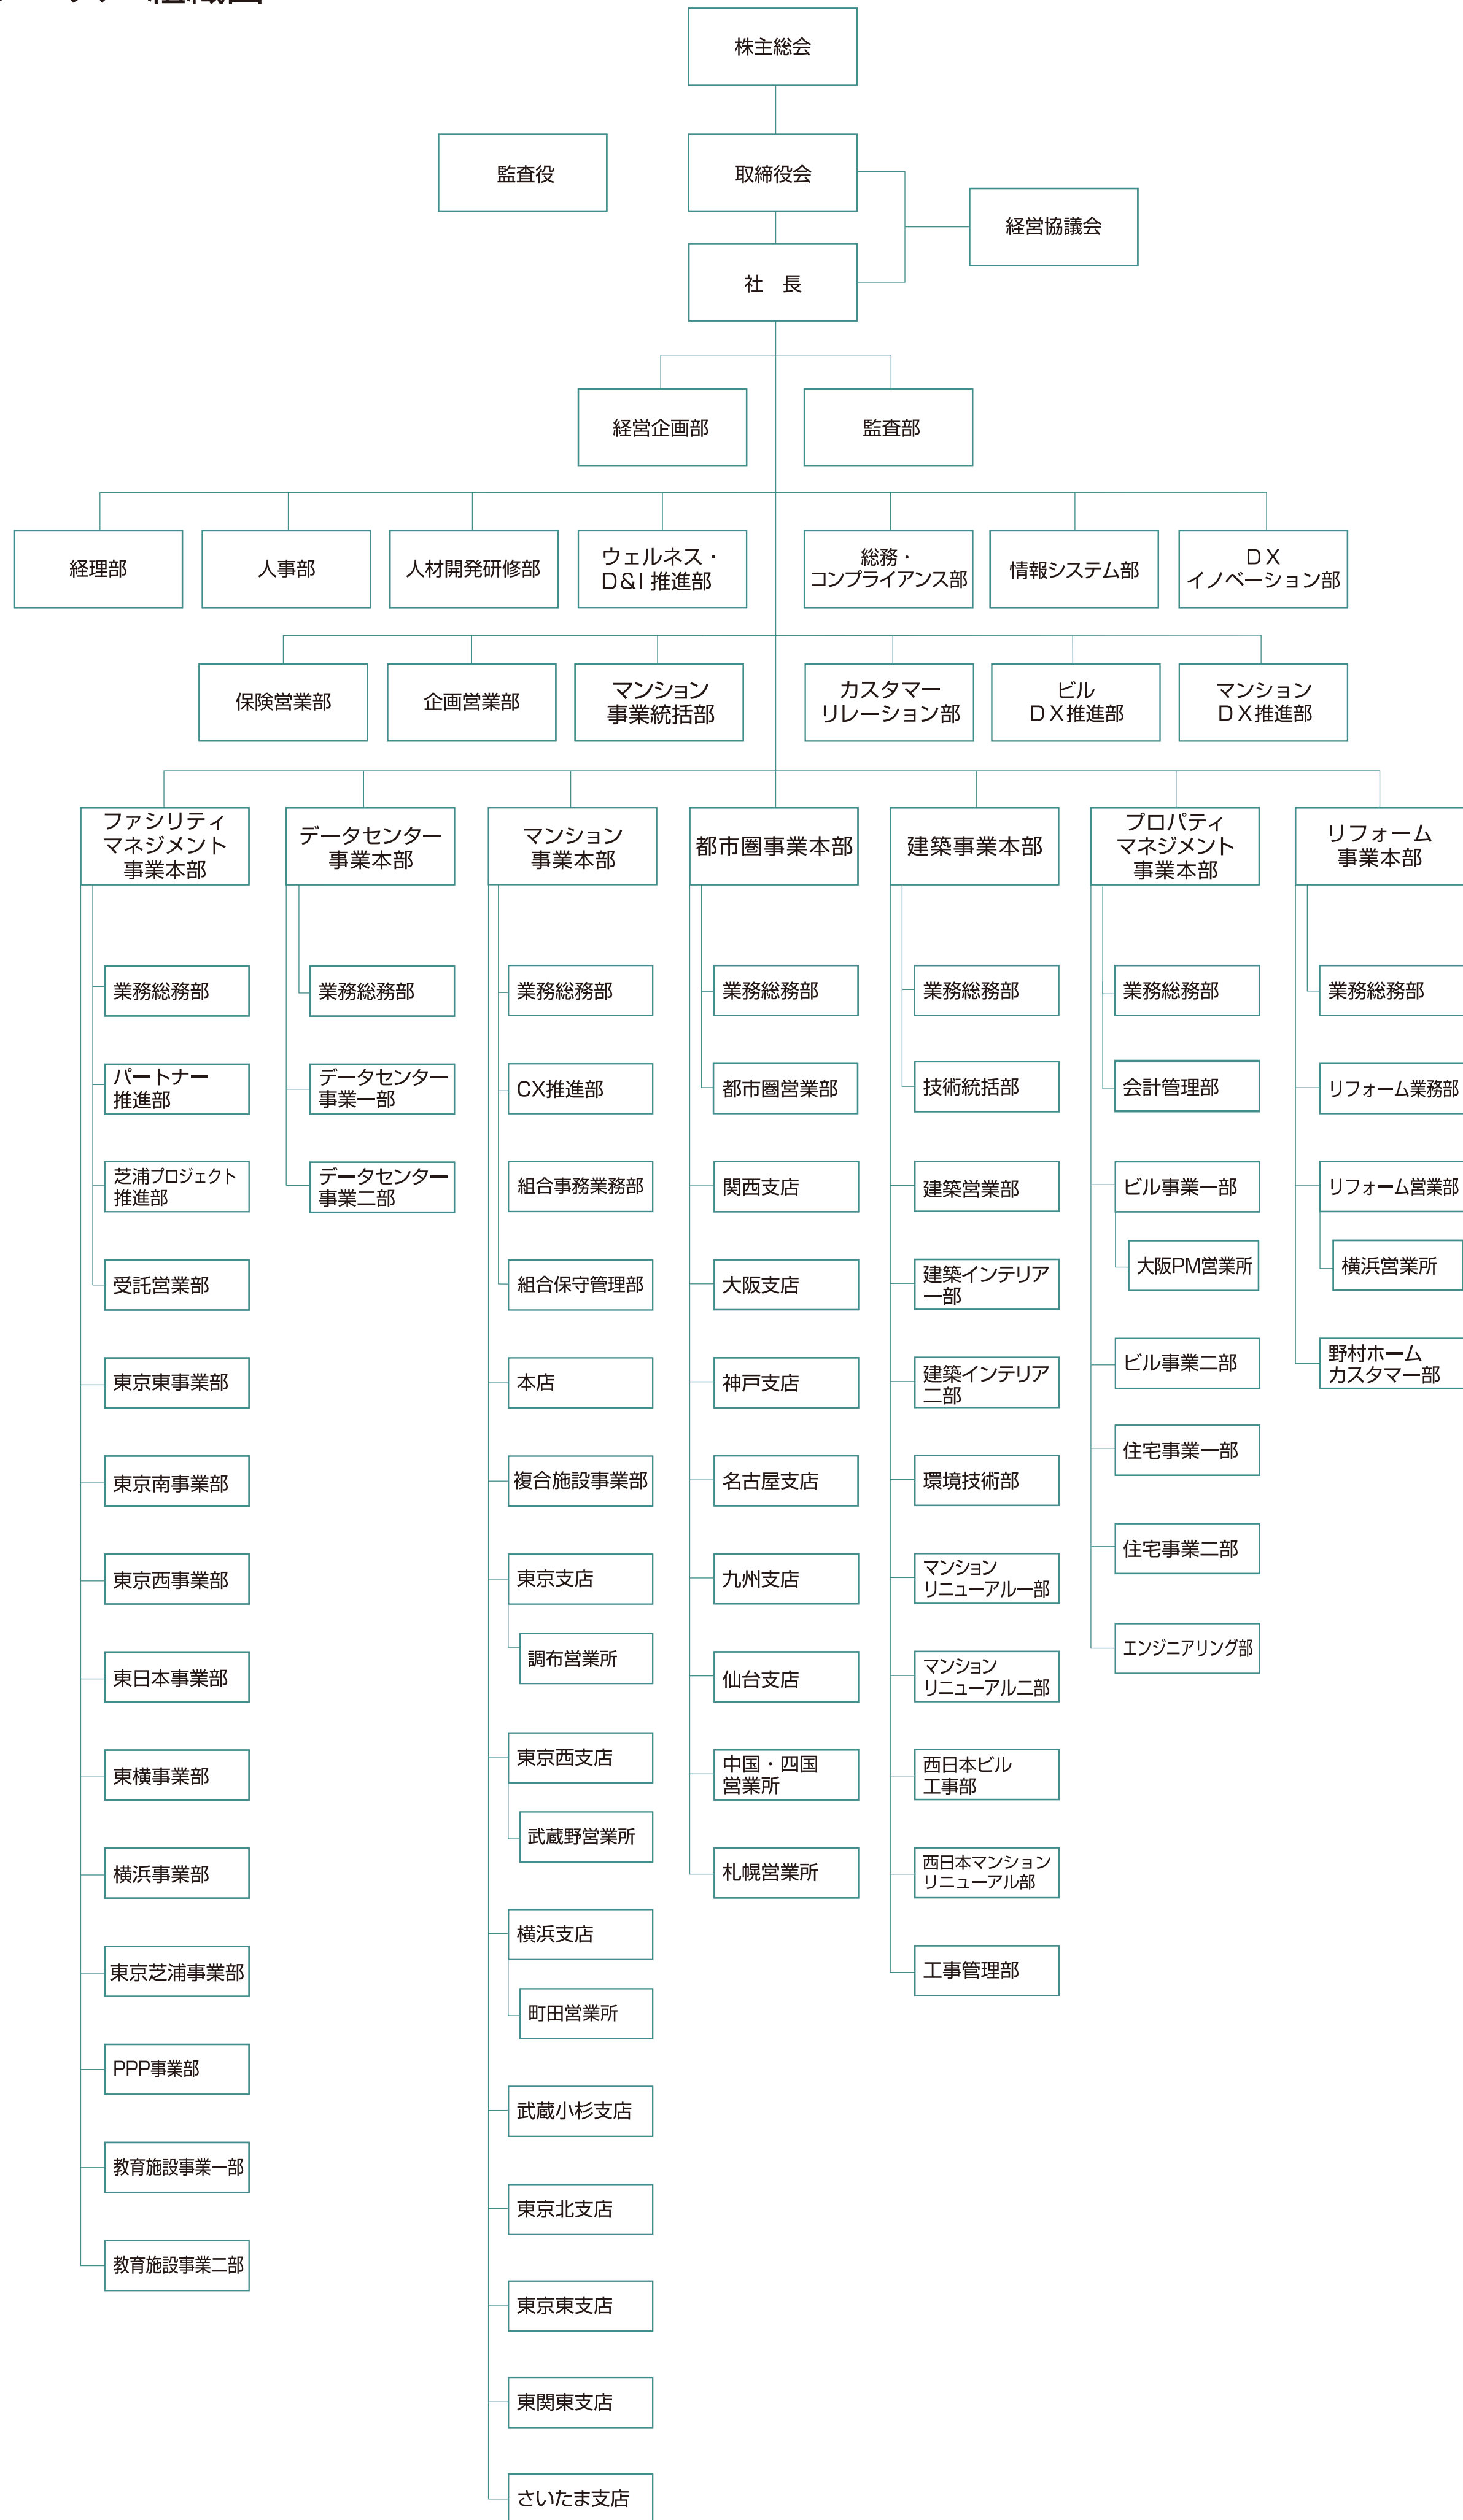 株主総会
監査役
取締役会
経営協議会
社　長
経営企画部
監査部
経理部
人事部
人材開発研修部
ウェルネス・
D&I 推進部
総務・
コンプライアンス部
情報システム部
ＤＸ
イノベーション部
保険営業部
企画営業部
マンション
事業統括部
カスタマー
リレーション部
ビル
ＤＸ推進部
マンション
ＤＸ推進部
ファシリティ
マネジメント
事業本部
業務総務部
パートナー
推進部
芝浦プロジェクト
推進部
受託営業部
東京東事業部
東京南事業部
東京西事業部
東日本事業部
東横事業部
横浜事業部
東京芝浦事業部
PPP事業部
教育施設事業一部
教育施設事業二部
データセンター
事業本部
業務総務部
データセンター
事業一部
データセンター
事業二部
マンション
事業本部
業務総務部
CX推進部
組合事務業務部
組合保守管理部
本店
複合施設事業部
東京支店
調布営業所
東京西支店
武蔵野営業所
横浜支店
町田営業所
武蔵小杉支店
東京北支店
東京東支店
東関東支店
さいたま支店
都市圏事業本部
業務総務部
都市圏営業部
関西支店
大阪支店
神戸支店
名古屋支店
九州支店
仙台支店
中国・四国
営業所
札幌営業所
建築事業本部
業務総務部
技術統括部
建築営業部
建築インテリア
一部
建築インテリア
二部
環境技術部
マンション
リニューアル一部
マンション
リニューアル二部
西日本ビル
工事部
西日本マンション
リニューアル部
工事管理部
プロパティ
マネジメント
事業本部
業務総務部
会計管理部
ビル事業一部
大阪PM営業所
ビル事業二部
住宅事業一部
住宅事業二部
エンジニアリング部
リフォーム
事業本部
業務総務部
リフォーム業務部
リフォーム営業部
横浜営業所
野村ホーム
カスタマー部